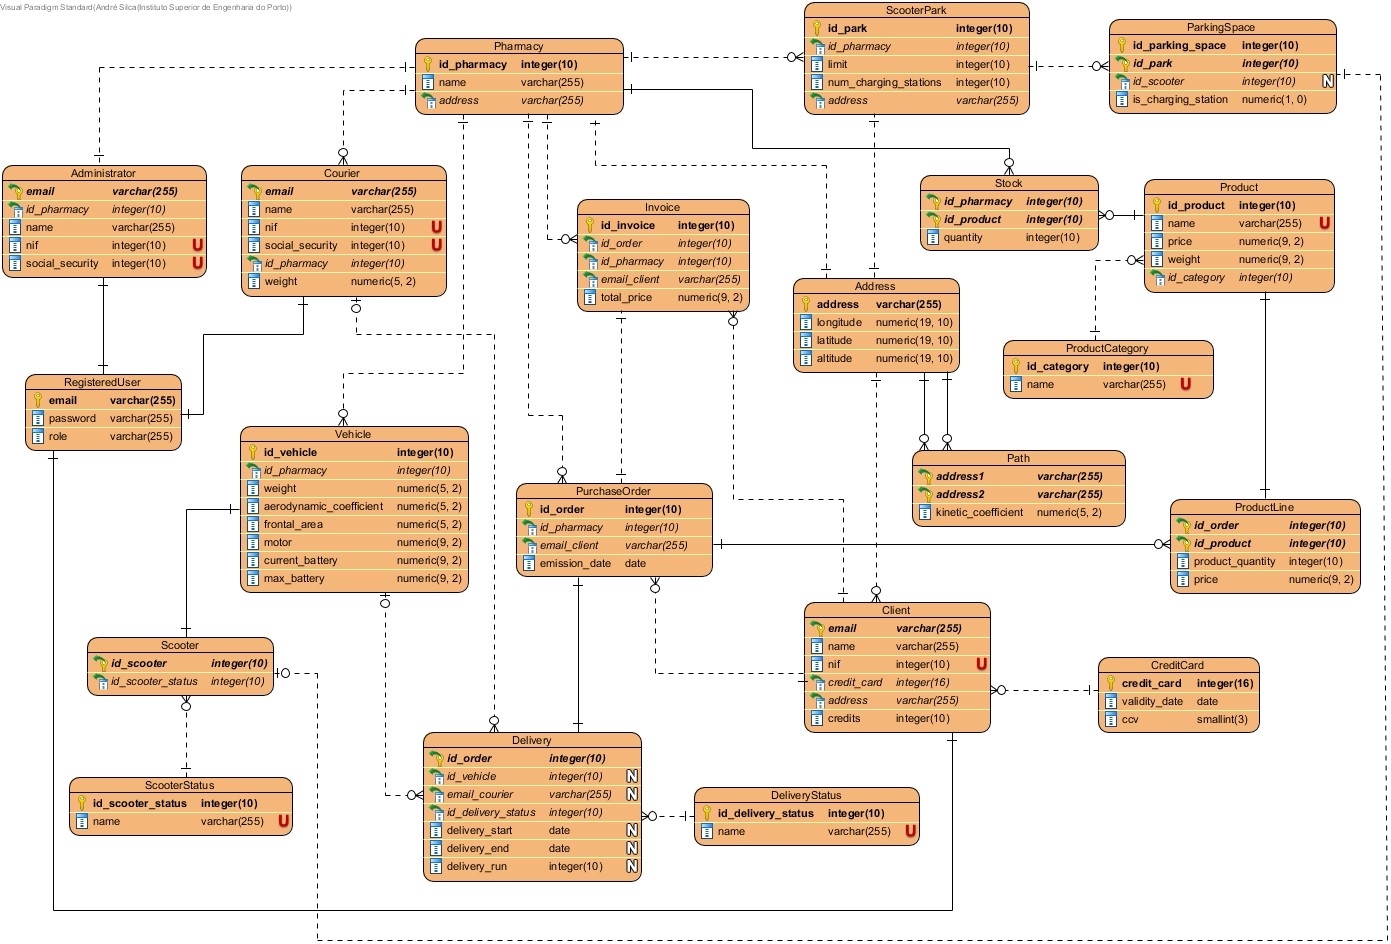 Visual Paradigm Standard(André Silca(Instituto Superior de Engenharia do Porto))
ScooterPark
id_park integer(10)
id_pharmacy integer(10)
limit integer(10)
num_charging_stations integer(10)
address varchar(255)
ParkingSpace
id_parking_space integer(10)
id_park integer(10)
id_scooter integer(10) N
is_charging_station numeric(1, 0)
Pharmacy
id_pharmacy integer(10)
name varchar(255)
address varchar(255)
Administrator
email varchar(255)
id_pharmacy integer(10)
name varchar(255)
nif integer(10) U
social_security integer(10) U
Courier
email varchar(255)
name varchar(255)
nif integer(10) U
social_security integer(10) U
id_pharmacy integer(10)
weight numeric(5, 2)
Invoice
id_invoice integer(10)
id_order integer(10)
id_pharmacy integer(10)
email_client varchar(255)
total_price numeric(9, 2)
Stock
id_pharmacy integer(10)
id_product integer(10)
quantity integer(10)
Product
id_product integer(10)
name varchar(255) U
price numeric(9, 2)
weight numeric(9, 2)
id_category integer(10)
Address
address varchar(255)
longitude numeric(19, 10)
latitude numeric(19, 10)
altitude numeric(19, 10)
ProductCategory
id_category integer(10)
name varchar(255) U
RegisteredUser
email varchar(255)
password varchar(255)
role varchar(255)
Vehicle
id_vehicle integer(10)
id_pharmacy integer(10)
weight numeric(5, 2)
aerodynamic_coefficient numeric(5, 2)
frontal_area numeric(5, 2)
motor numeric(9, 2)
current_battery numeric(9, 2)
max_battery numeric(9, 2)
Path
address1 varchar(255)
address2 varchar(255)
kinetic_coefficient numeric(5, 2)
PurchaseOrder
id_order integer(10)
id_pharmacy integer(10)
email_client varchar(255)
emission_date date
ProductLine
id_order integer(10)
id_product integer(10)
product_quantity integer(10)
price numeric(9, 2)
Client
email varchar(255)
name varchar(255)
nif integer(10) U
credit_card integer(16)
address varchar(255)
credits integer(10)
CreditCard
credit_card integer(16)
validity_date date
ccv smallint(3)
Scooter
id_scooter integer(10)
id_scooter_status integer(10)
ScooterStatus
id_scooter_status integer(10)
name varchar(255) U
Delivery
id_order integer(10)
id_vehicle integer(10) N
email_courier varchar(255) N
id_delivery_status integer(10)
delivery_start date N
delivery_end date N
delivery_run integer(10) N
DeliveryStatus
id_delivery_status integer(10)
name varchar(255) U